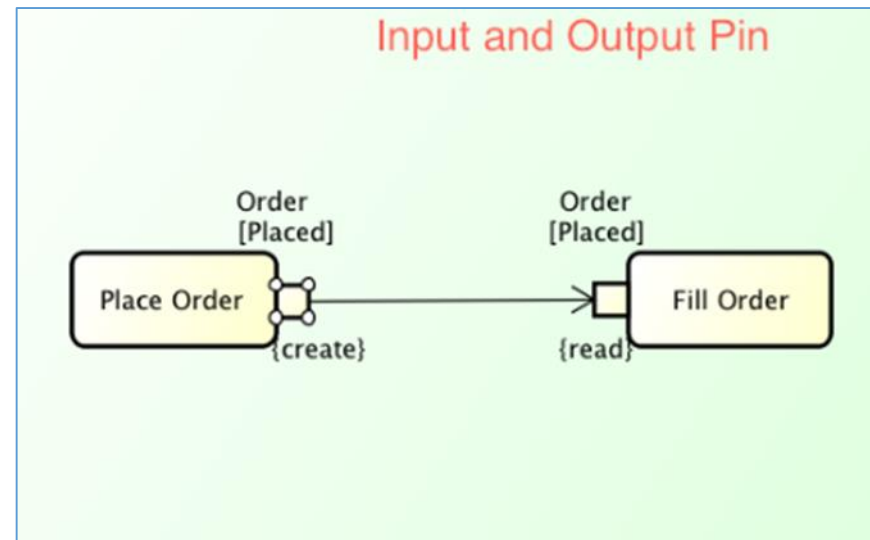 Input and Output Pin
Order
[Placed]
Order
[Placed]
Place Order
Fill Order
{create}
{read}